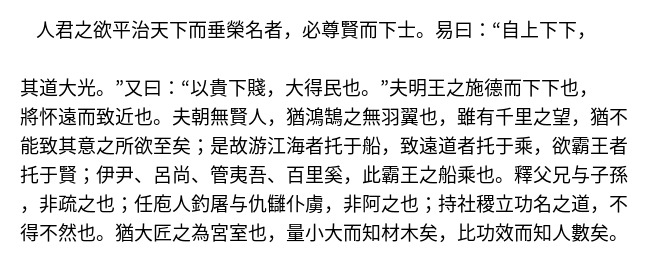 人君之欲平治天下而垂榮名者，必尊賢而下士。易曰：“自上下下，
其道大光。”又曰：“以貴下賤，大得民也。”夫明王之施德而下下也，
將怀遠而致近也。夫朝無賢人，猶鴻鵠之無羽翼也，雖有千里之望，猶不
能致其意之所欲至矣；是故游江海者托于船，致遠道者托于乘，欲霸王者
托于賢；伊尹、呂尚、管夷吾、百里奚，此霸王之船乘也。釋父兄与子孫
，非疏之也；任庖人釣屠与仇讎仆虜，非阿之也；持社稷立功名之道，不
得不然也。猶大匠之為宮室也，量小大而知材木矣，比功效而知人數矣。